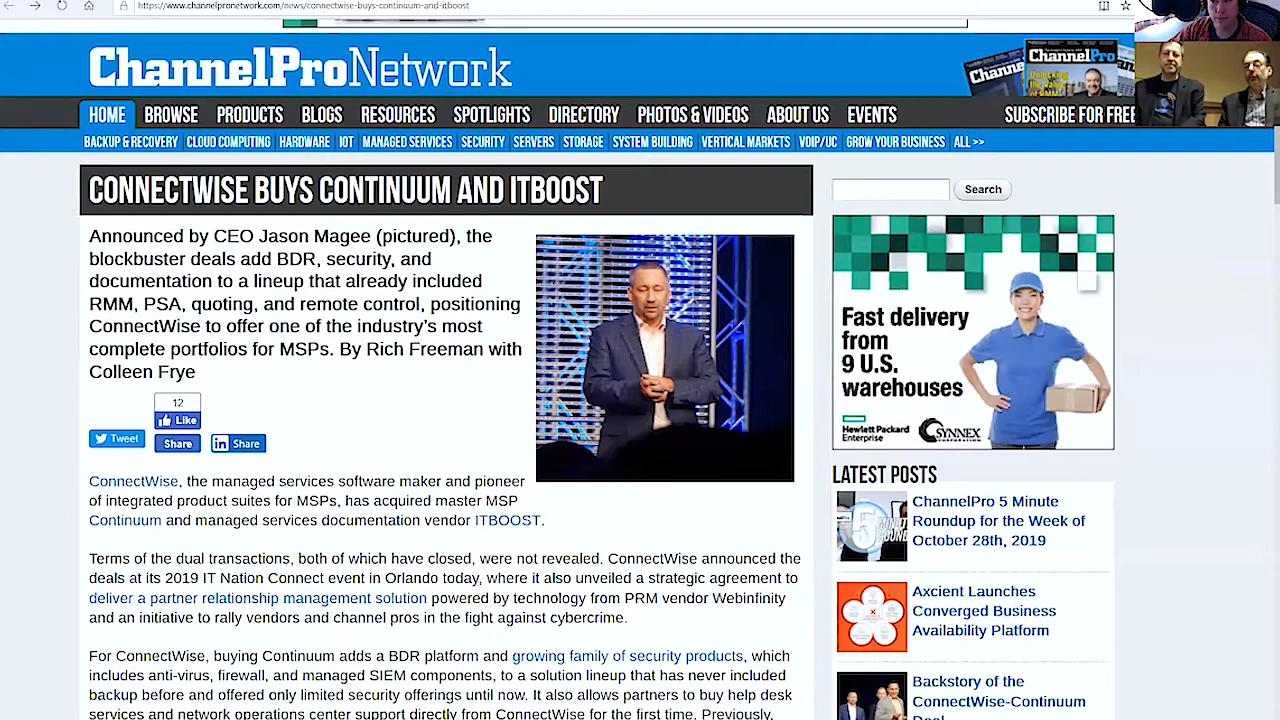 https://www.channelpronetwork.com/news/connectwise-buys-continuum-and-itboost
ChannelProNetwork
Channel
ChannelPro
HOME BROWSE PRODUCTS BLOGS RESOURCES SPOTLIGHTS DIRECTORY PHOTOS & VIDEOS ABOUT US EVENTS SUBSCRIBE FOR FREE
BACKUP & RECOVERY CLOUD COMPUTING HARDWARE IOT MANAGED SERVICES SECURITY SERVERS STORAGE SYSTEM BUILDING VERTICAL MARKETS VOIP/UC GROW YOUR BUSINESS ALL >>
CONNECTWISE BUYS CONTINUUM AND ITBOOST
Announced by CEO Jason Magee (pictured), the
blockbuster deals add BDR, security, and
documentation to a lineup that already included
RMM, PSA, quoting, and remote control, positioning
ConnectWise to offer one of the industry's most
complete portfolios for MSPs. By Rich Freeman with
Colleen Frye
12
Like
Tweet
Share
in Share
ConnectWise, the managed services software maker and pioneer
of integrated product suites for MSPs, has acquired master MSP
Continuum and managed services documentation vendor ITBOOST.
Terms of the dual transactions, both of which have closed, were not revealed. ConnectWise announced the
deals at its 2019 IT Nation Connect event in Orlando today, where it also unveiled a strategic agreement to
deliver a partner relationship management solution powered by technology from PRM vendor Webinfinity
and an initiative to rally vendors and channel pros in the fight against cybercrime.
For ConnectWise, buying Continuum adds a BDR platform and growing family of security products, which
includes anti-virus, firewall, and managed SIEM components, to a solution lineup that has never included
backup before and offered only limited security offerings until now. It also allows partners to buy help desk
services and network operations center support directly from ConnectWise for the first time. Previously,
Search
Fast delivery
from
9 U.S.
warehouses
Hewlett Packard
Enterprise
SYNNEX
CORPORATION
LATEST POSTS
5 MINUTE
ROUNDUP
ChannelPro 5 Minute
Roundup for the Week of
October 28th, 2019
Axcient Launches
Converged Business
Availability Platform
Backstory of the
ConnectWise-Continuum
Deal